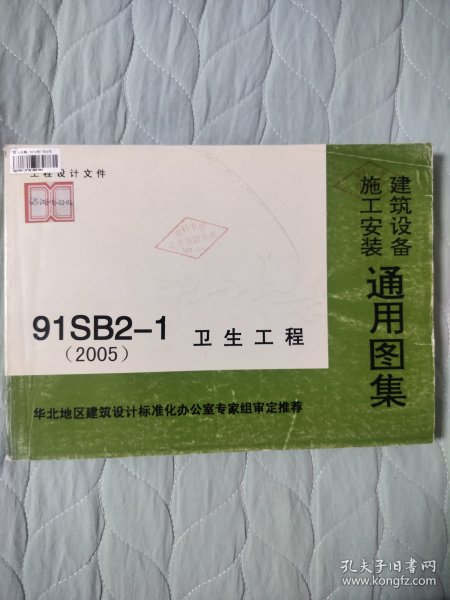 工程设计文件
建筑设备
施工安装
通用图集
91SB2-1
(2005)
卫生工程
华北地区建筑设计标准化办公室专家组审定推荐
孔夫子旧书网
www.kongfz.com